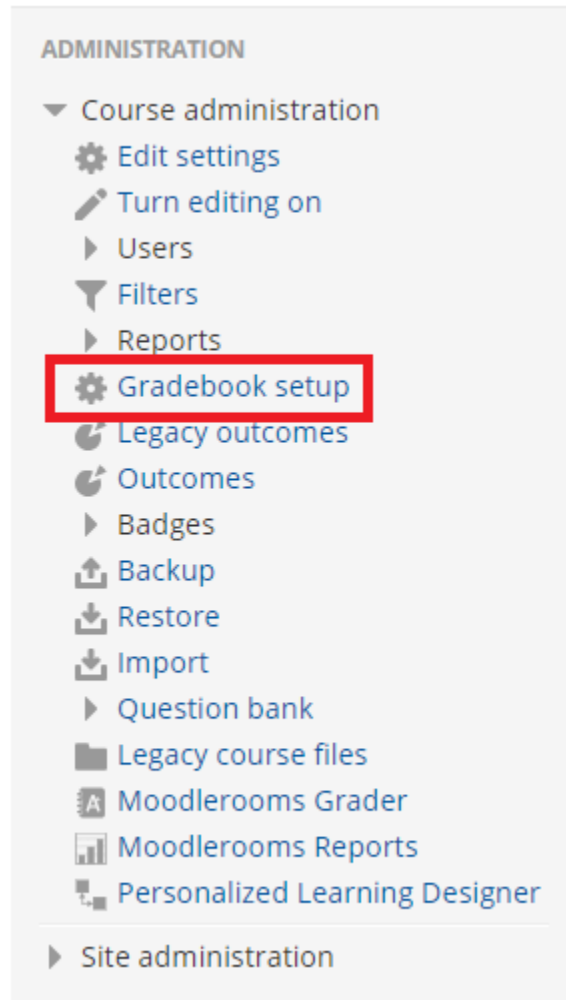 ADMINISTRATION
Course administration
Edit settings
Turn editing on
Users
Filters
Reports
Gradebook setup
Legacy outcomes
Outcomes
Badges
Backup
Restore
Import
Question bank
Legacy course files
Moodlerooms Grader
Moodlerooms Reports
Personalized Learning Designer
Site administration